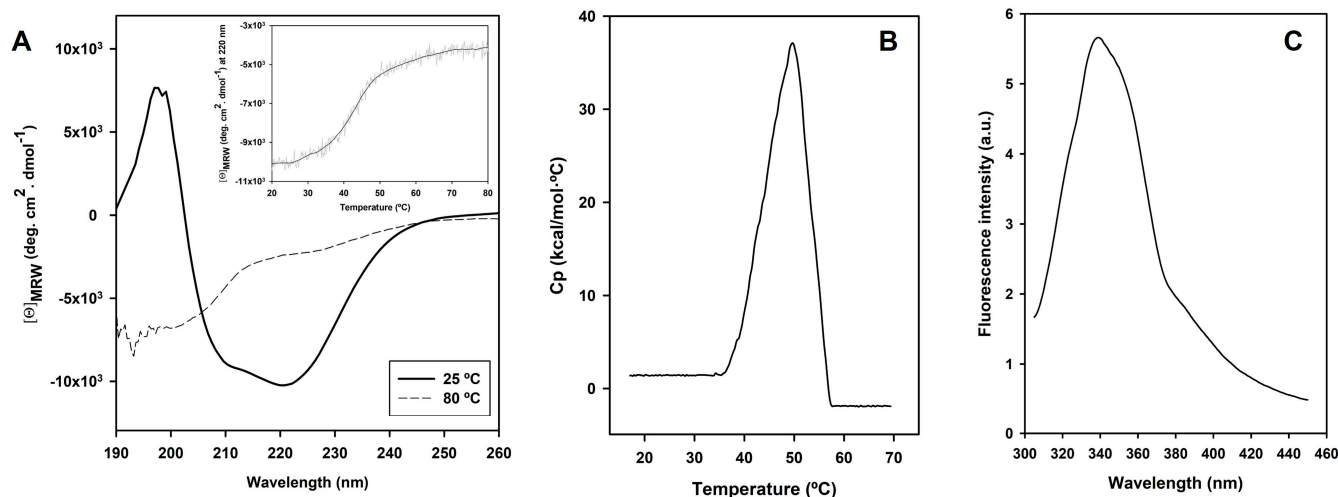 A
[Θ]MRW (deg. cm2. dmol-1)
10x10³
5x10³
0
-5x10³
-10x10³
190 200 210 220 230 240 250 260
Wavelength (nm)
25 ºC
80 ºC
[Θ]MRW (deg. cm2. dmol-1) at 220 nm
-3x10³
-5x10³
-7x10³
-9x10³
-11x10³
20 30 40 50 60 70 80
Temperature (ºC)
B
Cp (kcal/mol·ºC)
40
30
20
10
0
20 30 40 50 60 70
Temperature (ºC)
C
Fluorescence intensity (a.u.)
6
5
4
3
2
1
0
300 320 340 360 380 400 420 440 460
Wavelength (nm)